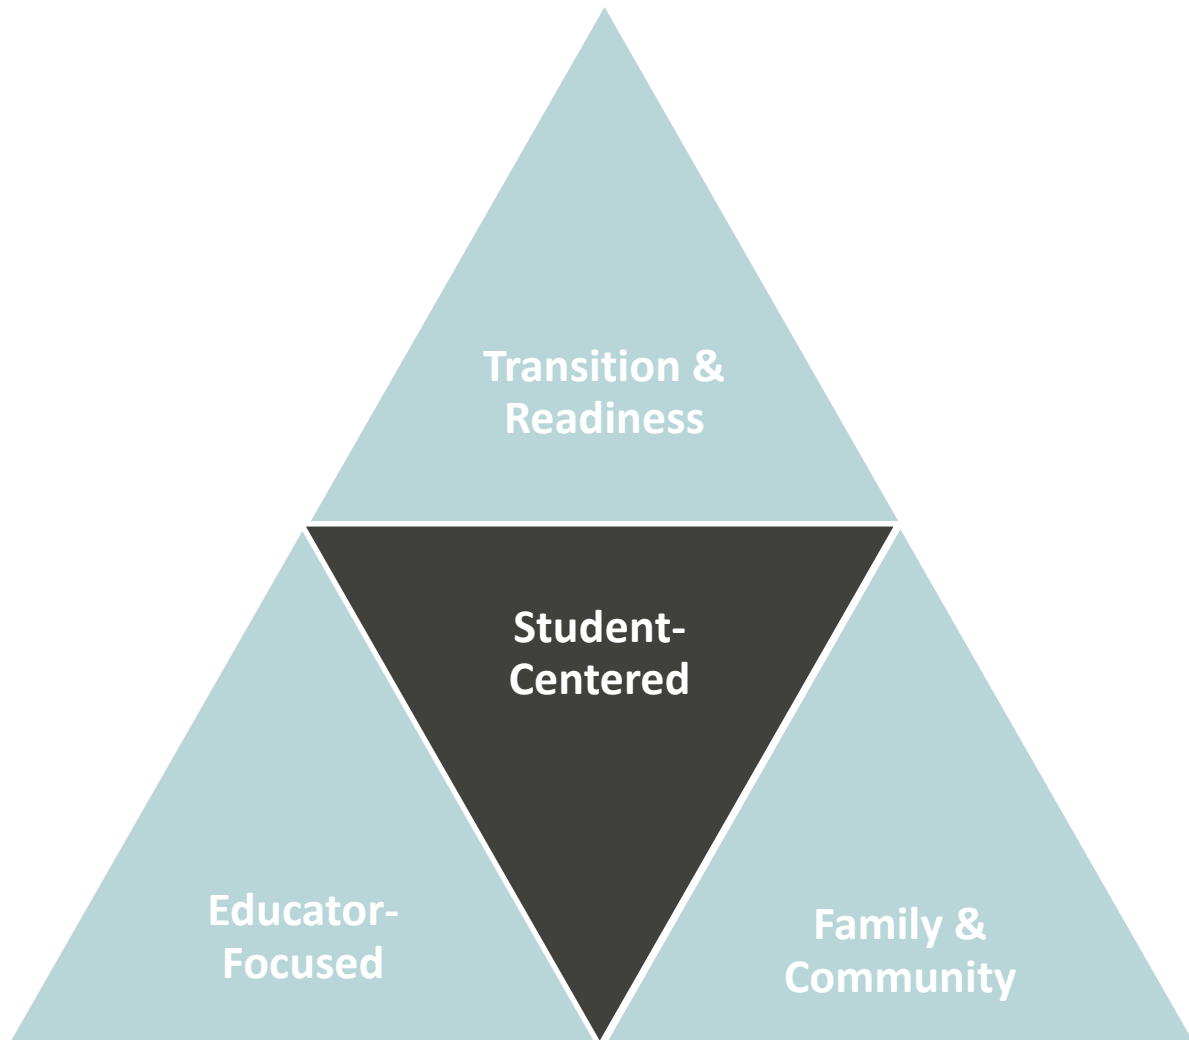 Transition &
Readiness
Student-
Centered
Educator-
Focused
Family &
Community